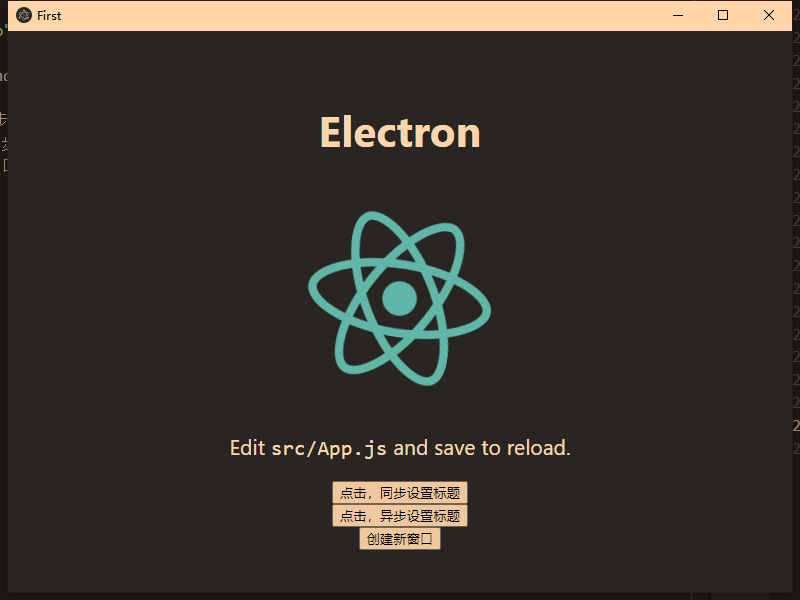 First
Electron
Edit src/App.js and save to reload.
点击，同步设置标题
点击，异步设置标题
创建新窗口